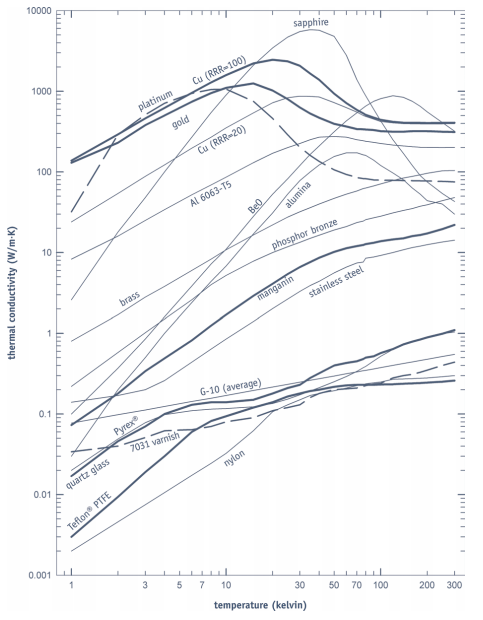 10000
1000
100
10
1
0.1
0.01
0.001
thermal conductivity (W/m·K)
sapphire
Cu (RRR=100)
platinum
gold
Cu (RRR=20)
Al 6063-T5
BeO
alumina
phosphor bronze
brass
manganin
stainless steel
G-10 (average)
Pyrex®
7031 varnish
quartz glass
nylon
Teflon® PTFE
1 3 5 7 10 30 50 70 100 200 300
temperature (kelvin)